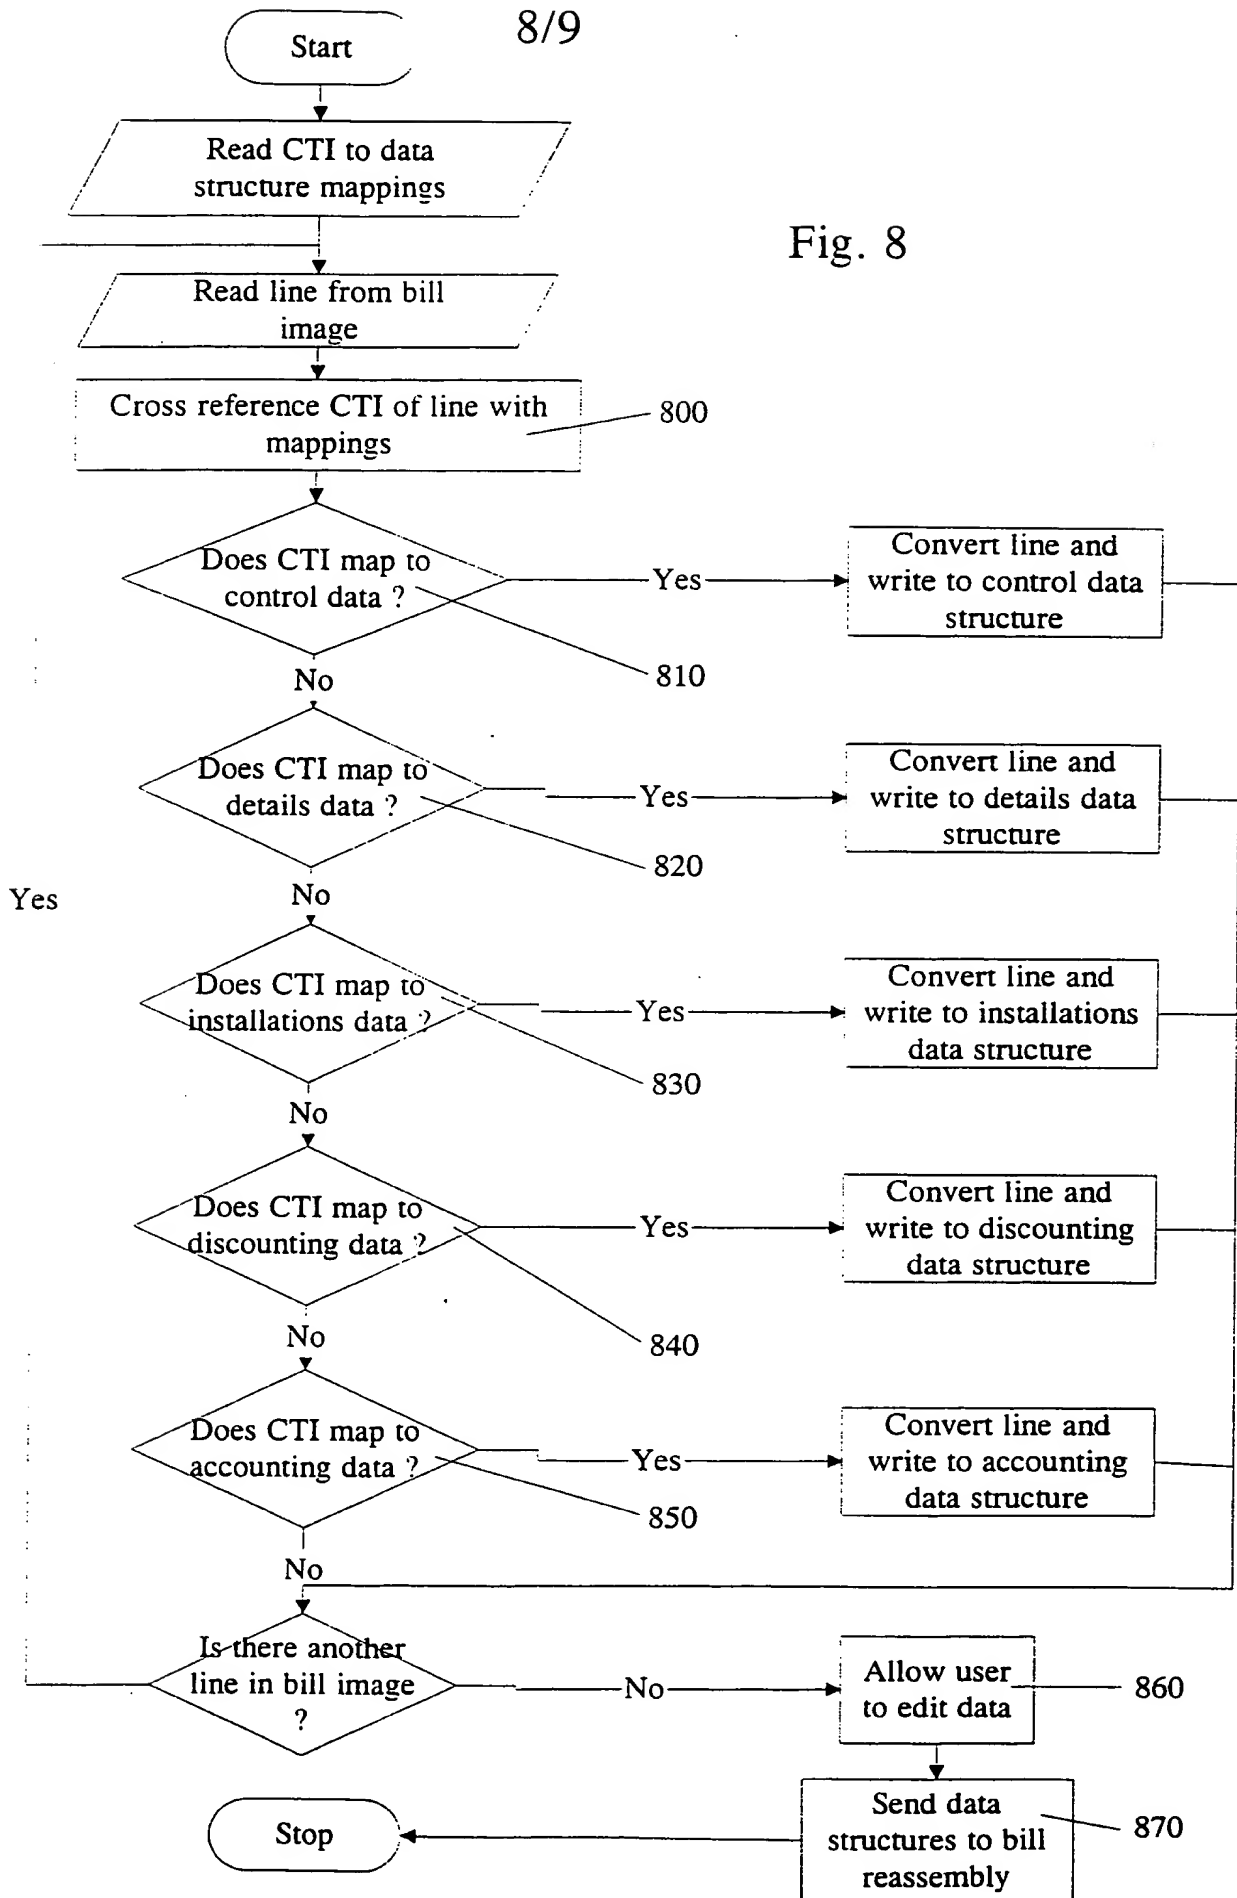 8/9
Start
Read CTI to data
structure mappings
Fig. 8
Read line from bill
image
Cross reference CTI of line with
mappings
800
Does CTI map to
control data ?
Yes
Convert line and
write to control data
structure
810
No
Does CTI map to
details data ?
Yes
Convert line and
write to details data
structure
820
Yes
No
Does CTI map to
installations data ?
Yes
Convert line and
write to installations
data structure
830
No
Does CTI map to
discounting data ?
Yes
Convert line and
write to discounting
data structure
840
No
Does CTI map to
accounting data ?
Yes
Convert line and
write to accounting
data structure
850
No
Is there another
line in bill image
?
No
Allow user
to edit data
860
Send data
structures to bill
reassembly
870
Stop